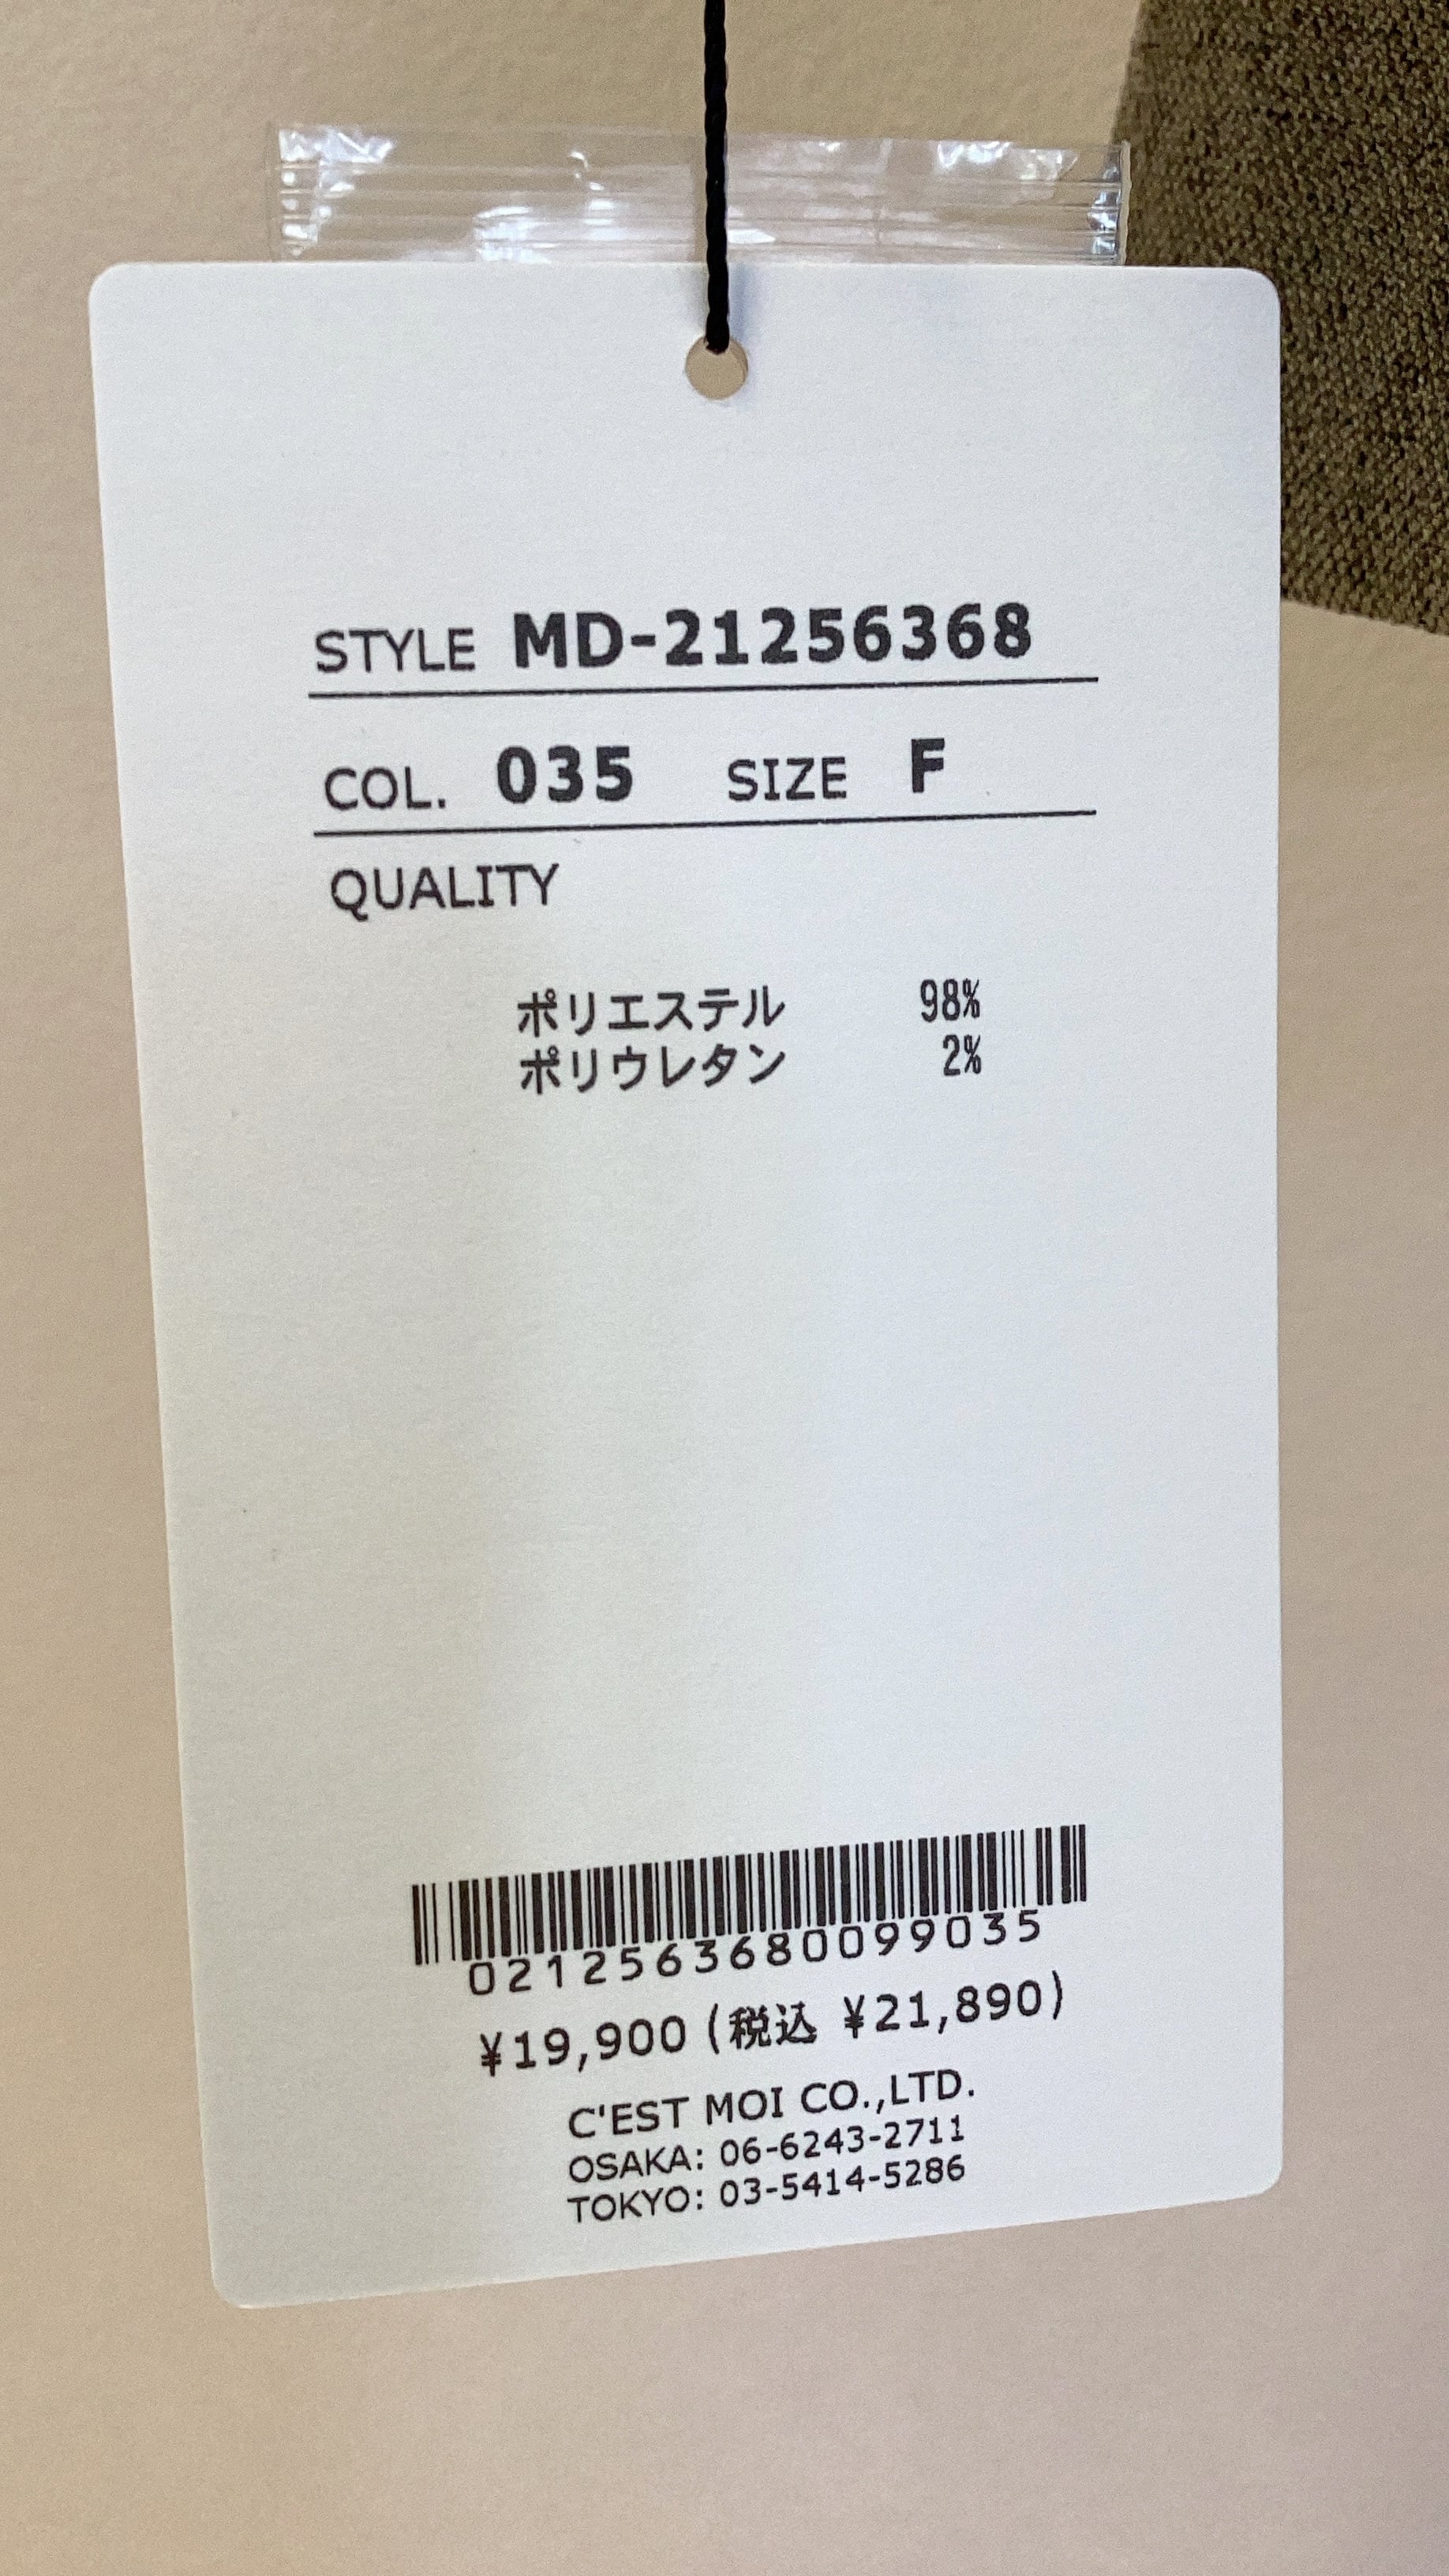 STYLE MD-21256368
COL. 035 SIZE F
QUALITY
ポリエステル 98%
ポリウレタン 2%
0212563680099035
¥19,900 (税込 ¥21,890)
C'EST MOI CO.,LTD.
OSAKA: 06-6243-2711
TOKYO: 03-5414-5286